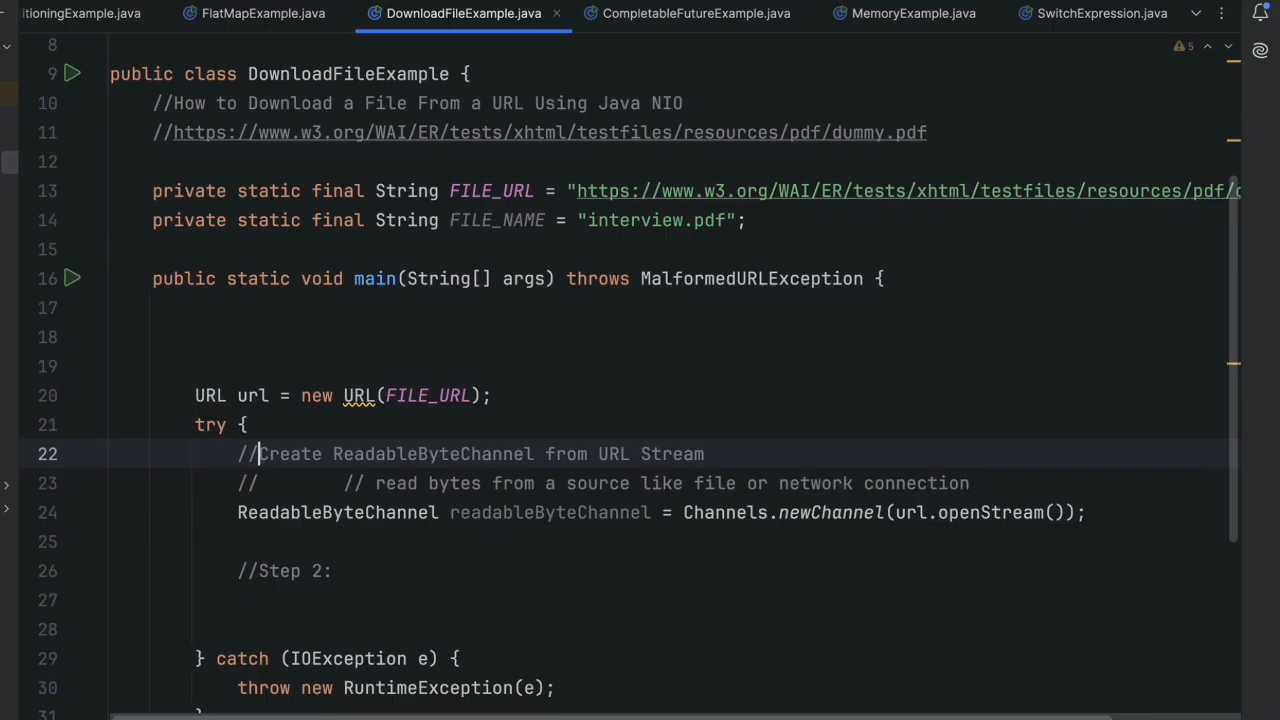 itioningExample.java FlatMapExample.java DownloadFileExample.java CompletableFutureExample.java MemoryExample.java SwitchExpression.java
8 5
9 public class DownloadFileExample {
10 //How to Download a File From a URL Using Java NIO
11 //https://www.w3.org/WAI/ER/tests/xhtml/testfiles/resources/pdf/dummy.pdf
12
13 private static final String FILE_URL = "https://www.w3.org/WAI/ER/tests/xhtml/testfiles/resources/pdf/
14 private static final String FILE_NAME = "interview.pdf";
15
16 public static void main(String[] args) throws MalformedURLException {
17
18
19
20 URL url = new URL(FILE_URL);
21 try {
22 //Create ReadableByteChannel from URL Stream
23 // // read bytes from a source like file or network connection
24 ReadableByteChannel readableByteChannel = Channels.newChannel(url.openStream());
25
26 //Step 2:
27
28
29 } catch (IOException e) {
30 throw new RuntimeException(e);
31 }